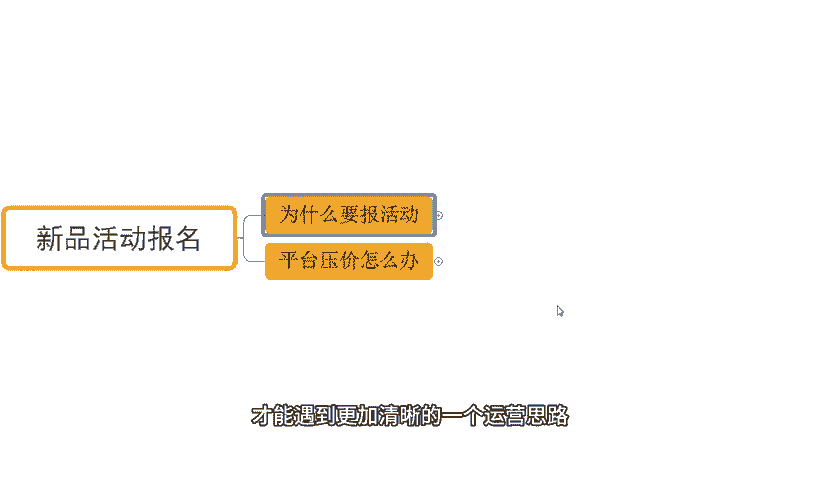 新品活动报名
为什么要报活动
平台压价怎么办
才能遇到更加清晰的一个运营思路